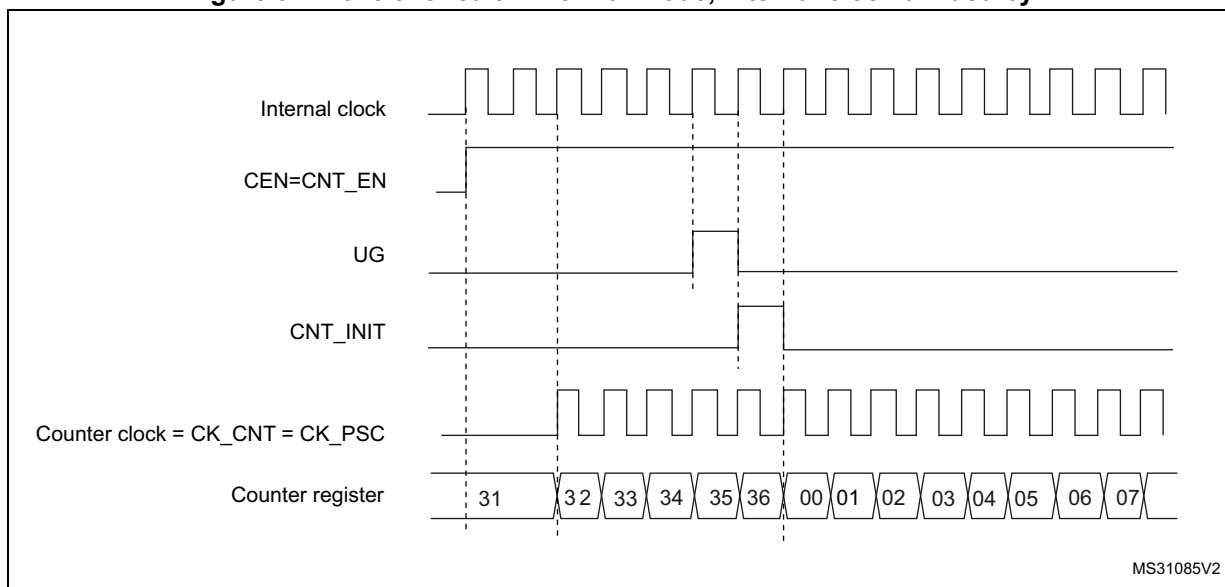 Internal clock
CEN=CNT_EN
UG
CNT_INIT
Counter clock = CK_CNT = CK_PSC
Counter register
31 32 33 34 35 36 00 01 02 03 04 05 06 07
MS31085V2